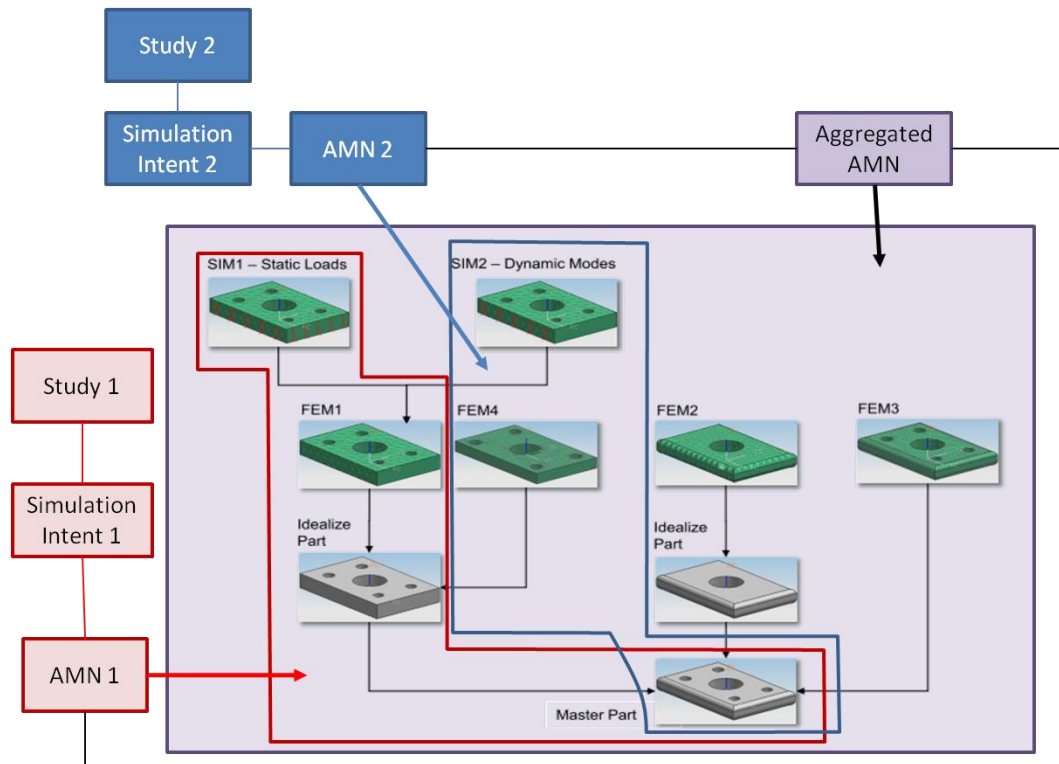 Study 2
Simulation
Intent 2
AMN 2
Aggregated
AMN
SIM1 – Static Loads
SIM2 – Dynamic Modes
Study 1
FEM1
FEM4
FEM2
FEM3
Simulation
Intent 1
Idealize
Part
Idealize
Part
AMN 1
Master Part